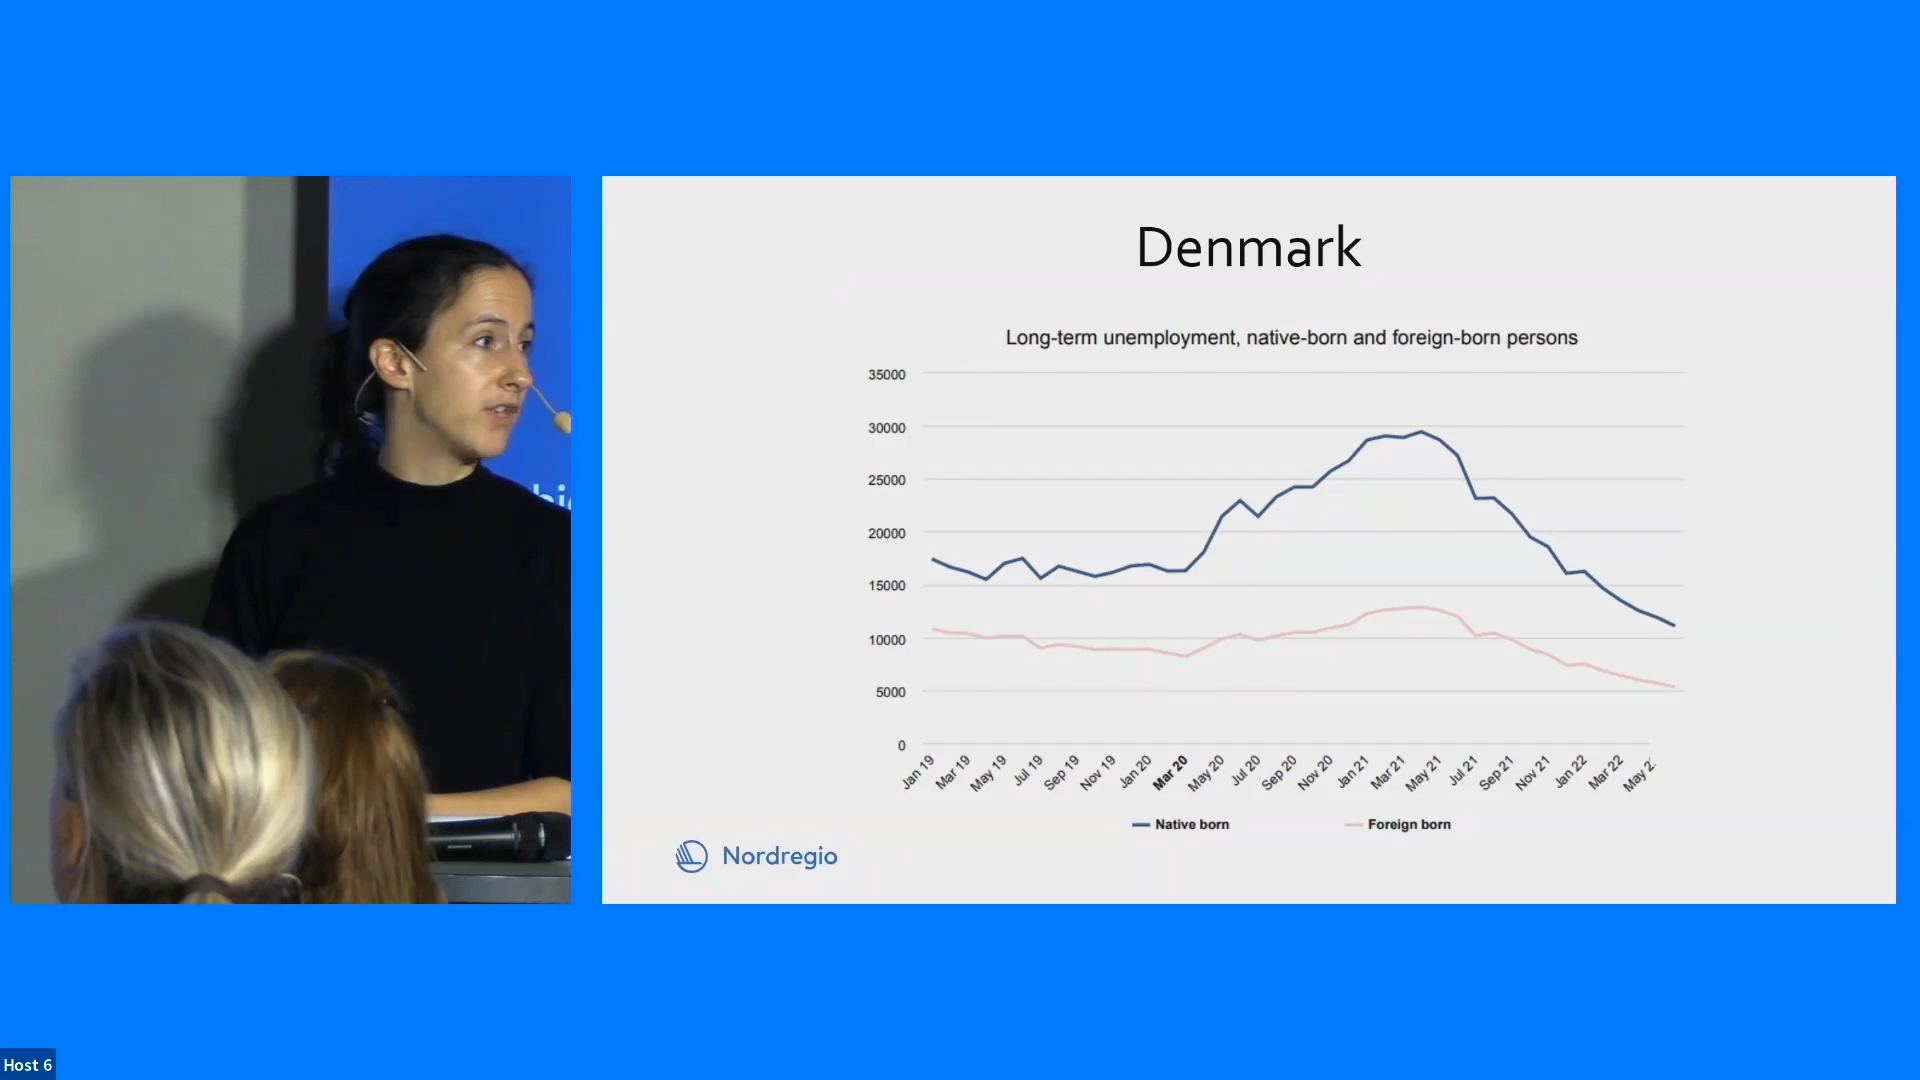 Denmark
Long-term unemployment, native-born and foreign-born persons
35000
30000
25000
20000
15000
10000
5000
0
Jan 19 Mar 19 May 19 Jul 19 Sep 19 Nov 19 Jan 20 Mar 20 May 20 Jul 20 Sep 20 Nov 20 Jan 21 Mar 21 May 21 Jul 21 Sep 21 Nov 21 Jan 22 Mar 22 May 2
Native born Foreign born
Nordregio
Host 6